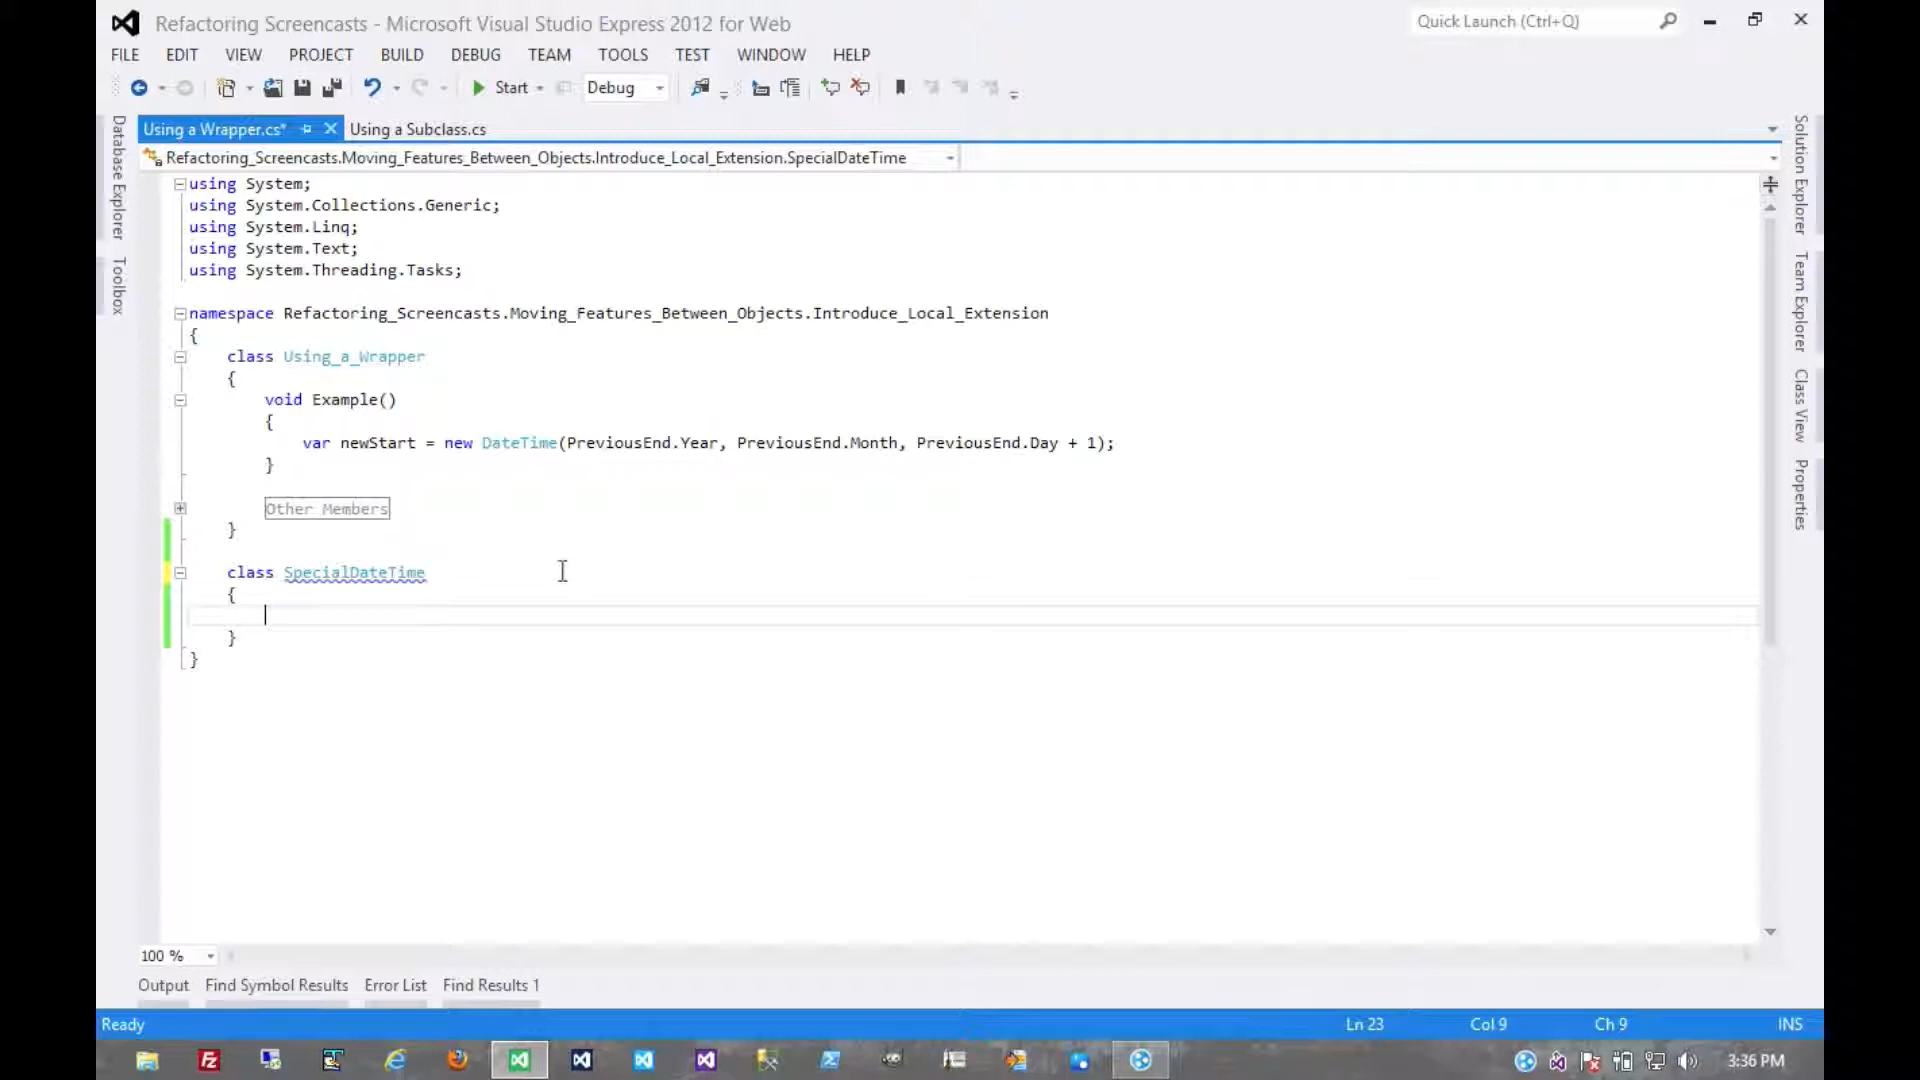 Refactoring Screencasts - Microsoft Visual Studio Express 2012 for Web
Quick Launch (Ctrl+Q)
FILE EDIT VIEW PROJECT BUILD DEBUG TEAM TOOLS TEST WINDOW HELP
Start Debug
Using a Wrapper.cs* Using a Subclass.cs
Refactoring_Screencasts.Moving_Features_Between_Objects.Introduce_Local_Extension.SpecialDateTime
Database Explorer
Toolbox
using System;
using System.Collections.Generic;
using System.Linq;
using System.Text;
using System.Threading.Tasks;
namespace Refactoring_Screencasts.Moving_Features_Between_Objects.Introduce_Local_Extension
{
class Using_a_Wrapper
{
void Example()
{
var newStart = new DateTime(PreviousEnd.Year, PreviousEnd.Month, PreviousEnd.Day + 1);
}
Other Members
}
class SpecialDateTime
{
}
}
Solution Explorer
Team Explorer
Class View
Properties
100 %
Output Find Symbol Results Error List Find Results 1
Ready Ln 23 Col 9 Ch 9 INS
3:36 PM